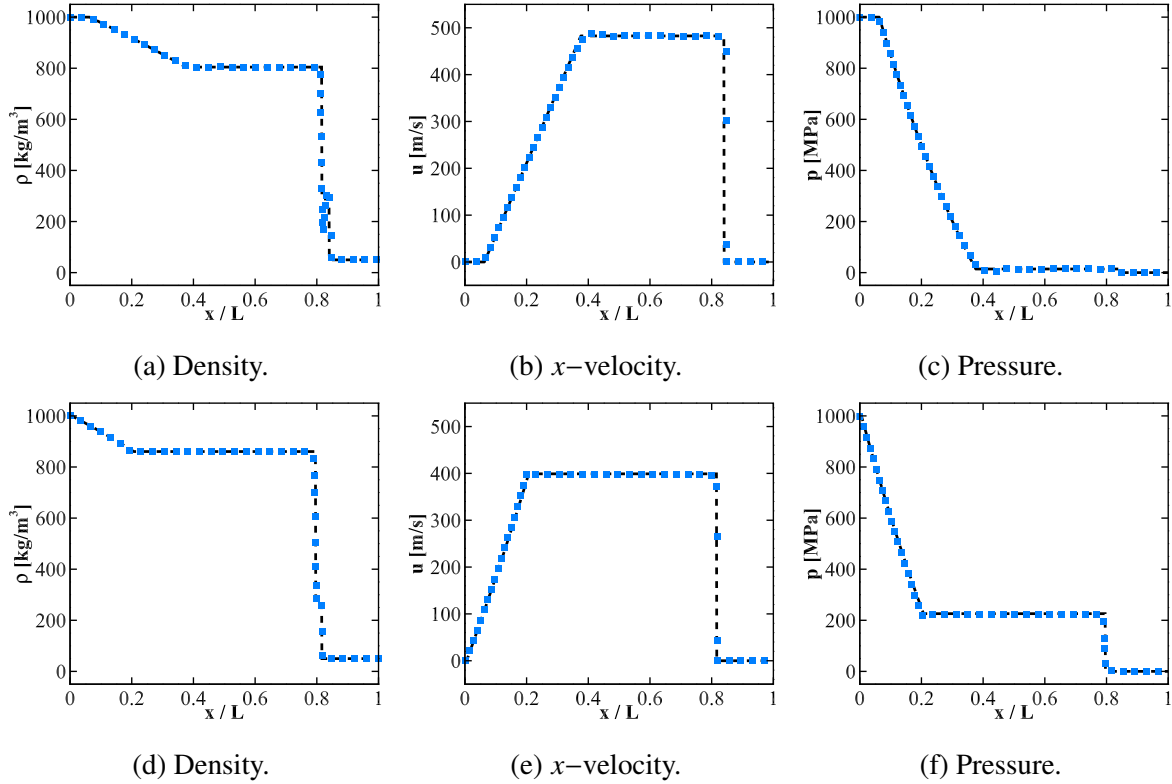 1000
800
600
400
200
0
ρ [kg/m³]
0 0.2 0.4 0.6 0.8 1
x / L
(a) Density.
500
400
300
200
100
0
u [m/s]
0 0.2 0.4 0.6 0.8 1
x / L
(b) x−velocity.
1000
800
600
400
200
0
p [MPa]
0 0.2 0.4 0.6 0.8 1
x / L
(c) Pressure.
1000
800
600
400
200
0
ρ [kg/m³]
0 0.2 0.4 0.6 0.8 1
x / L
(d) Density.
500
400
300
200
100
0
u [m/s]
0 0.2 0.4 0.6 0.8 1
x / L
(e) x−velocity.
1000
800
600
400
200
0
p [MPa]
0 0.2 0.4 0.6 0.8 1
x / L
(f) Pressure.